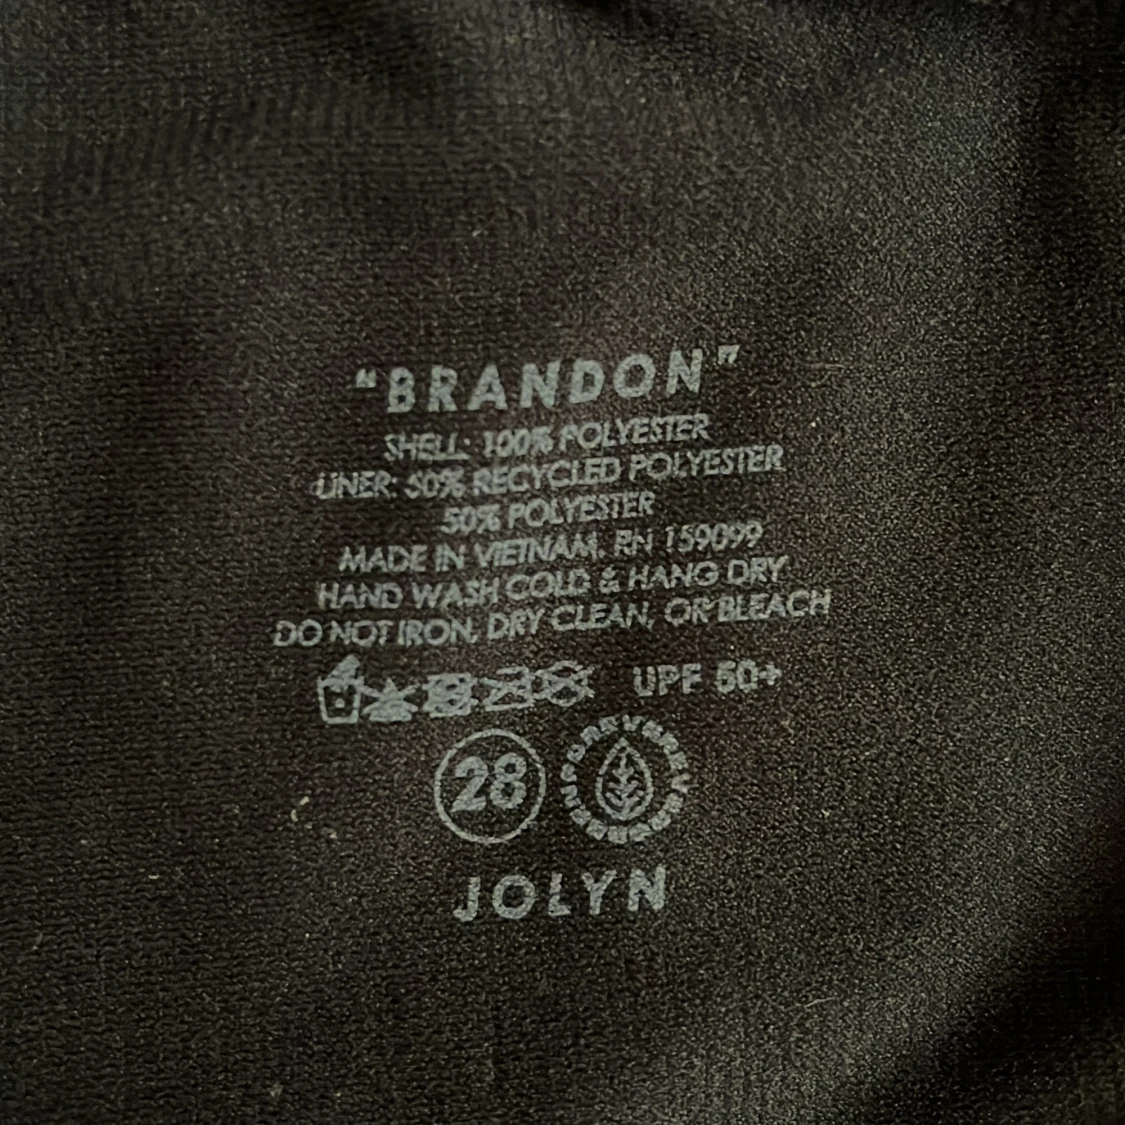 "BRANDON"
SHELL: 100% POLYESTER
LINER: 50% RECYCLED POLYESTER
50% POLYESTER
MADE IN VIETNAM. RN 159099
HAND WASH COLD & HANG DRY
DO NOT IRON, DRY CLEAN, OR BLEACH
UPF 50+
28
JOLYN